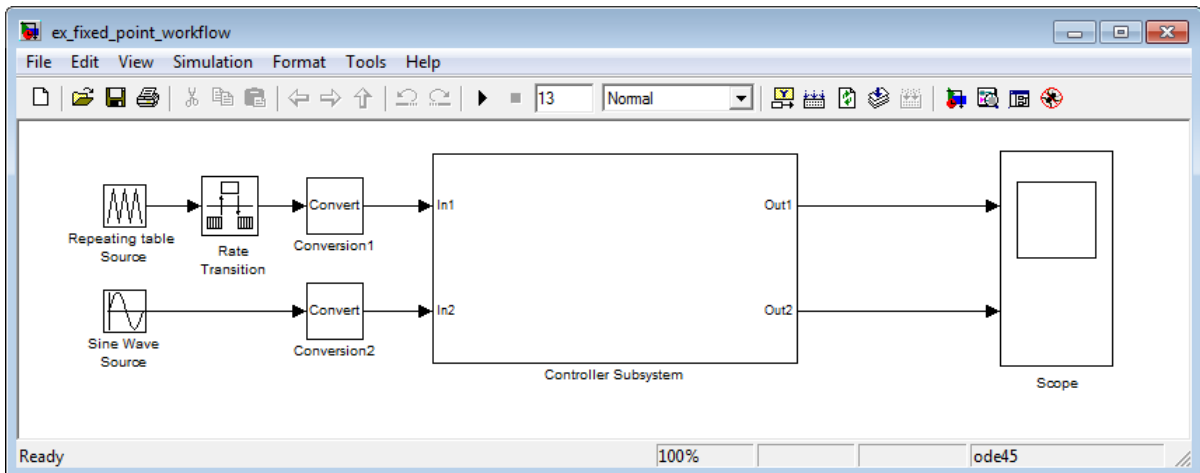 ex_fixed_point_workflow
File Edit View Simulation Format Tools Help
13 Normal
Convert
In1
Out1
Repeating table
Source
Rate
Transition
Conversion1
Convert
In2
Out2
Sine Wave
Source
Conversion2
Controller Subsystem
Scope
Ready 100% ode45